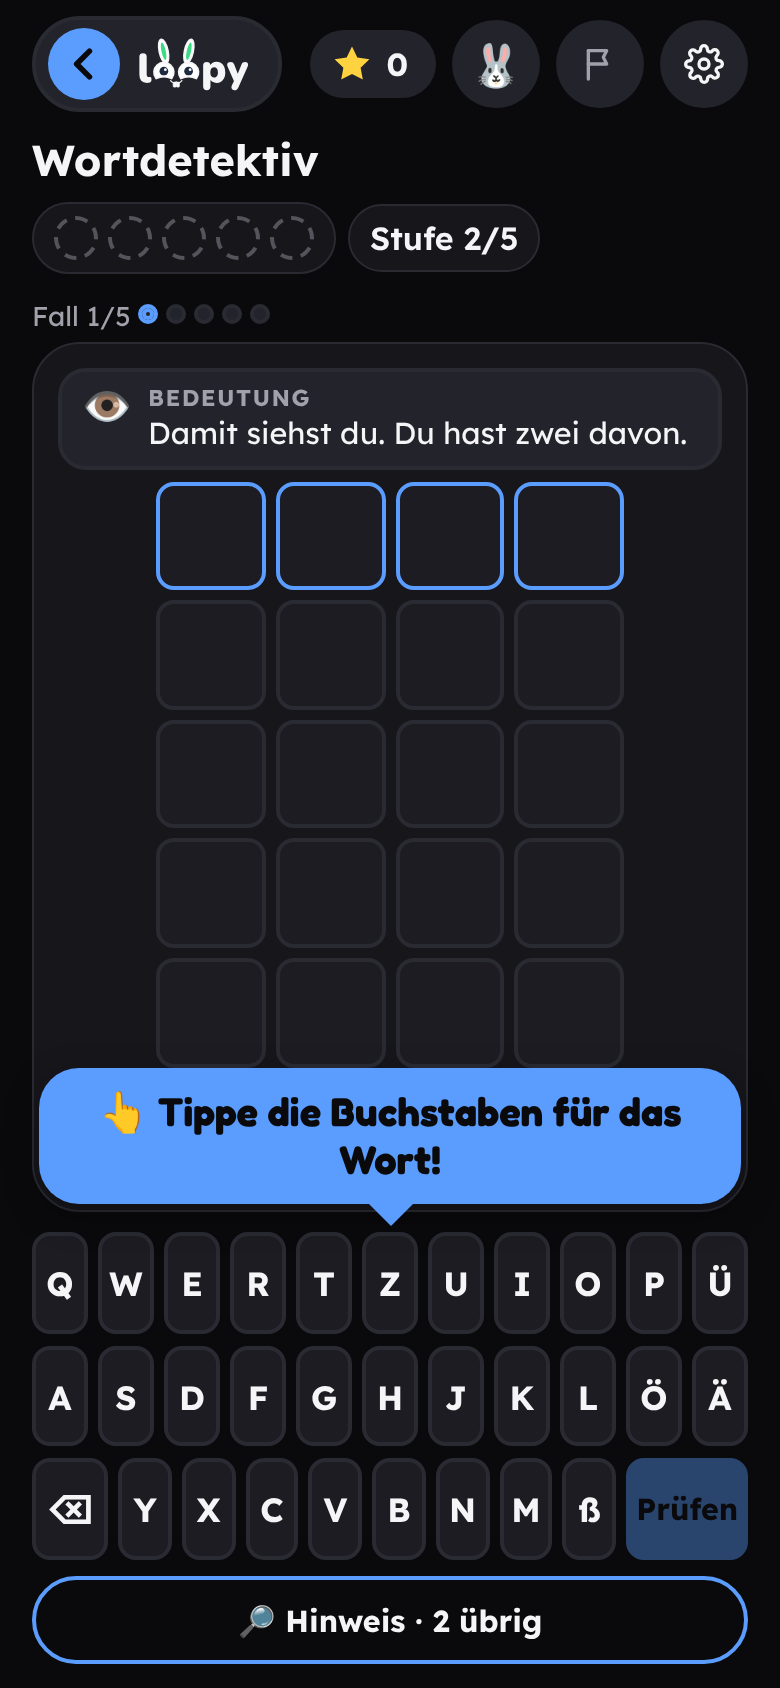 loopy
0
Wortdetektiv
Stufe 2/5
Fall 1/5
BEDEUTUNG
Damit siehst du. Du hast zwei davon.
Tippe die Buchstaben für das
Wort!
Q W E R T Z U I O P Ü
A S D F G H J K L Ö Ä
Y X C V B N M ß Prüfen
Hinweis · 2 übrig